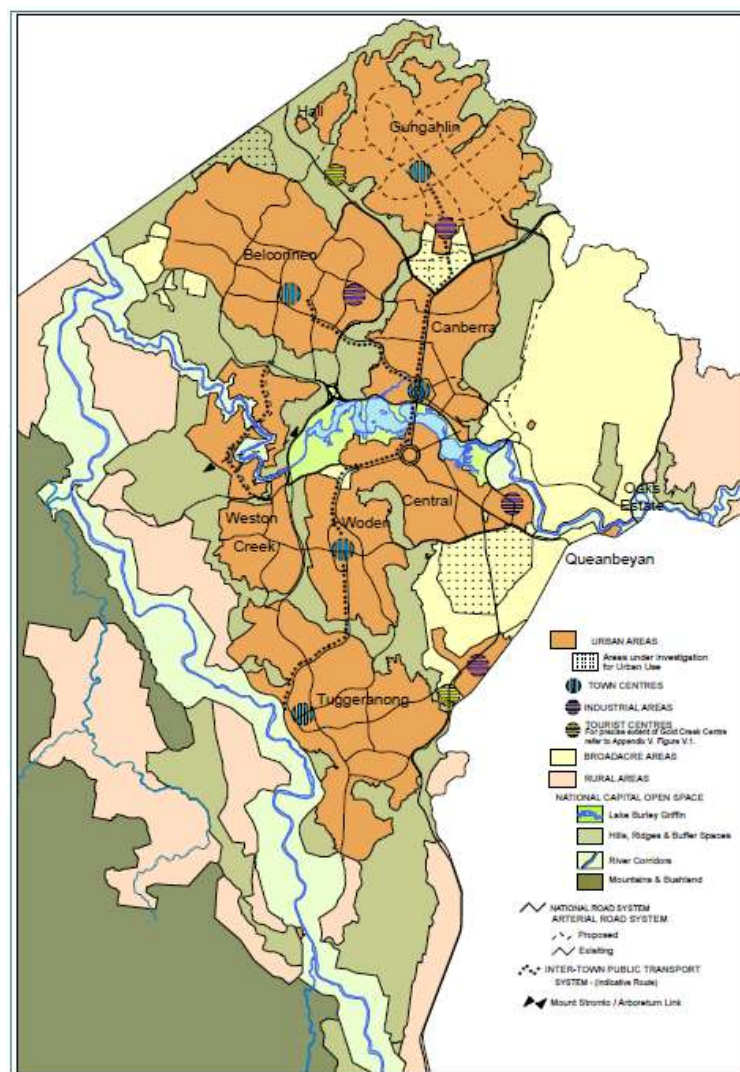 Hall
Gungahlin
Belconnen
Canberra
Central
Oaks
Estate
Weston
Creek
Woden
Queanbeyan
Tuggeranong
URBAN AREAS
Areas under Investigation
for Urban Use
TOWN CENTRES
INDUSTRIAL AREAS
TOURIST CENTRES
For precise extent of Gold Creek Centre
refer to Appendix V. Figure V.1.
BROADACRE AREAS
RURAL AREAS
NATIONAL CAPITAL OPEN SPACE
Lake Burley Griffin
Hills, Ridges & Buffer Spaces
River Corridors
Mountains & Bushland
NATIONAL ROAD SYSTEM
ARTERIAL ROAD SYSTEM
Proposed
Exisiting
INTER-TOWN PUBLIC TRANSPORT
SYSTEM - (Indicative Route)
Mount Stromlo / Arboretum Link